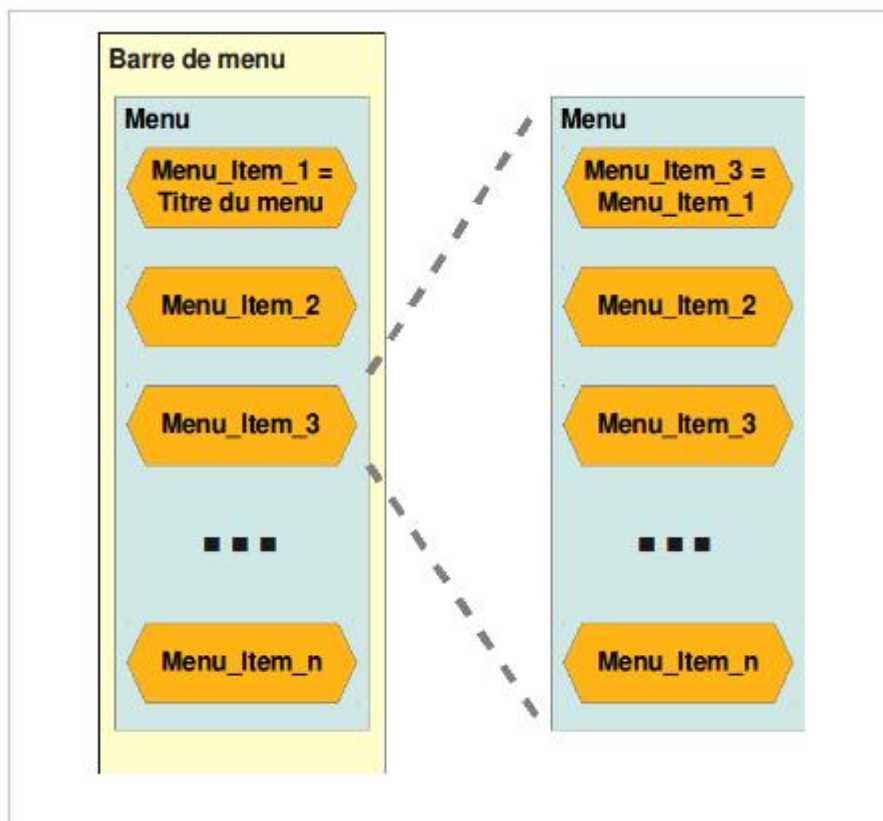 Barre de menu
Menu
Menu_Item_1 =
Titre du menu
Menu_Item_2
Menu_Item_3
...
Menu_Item_n
Menu
Menu_Item_3 =
Menu_Item_1
Menu_Item_2
Menu_Item_3
...
Menu_Item_n